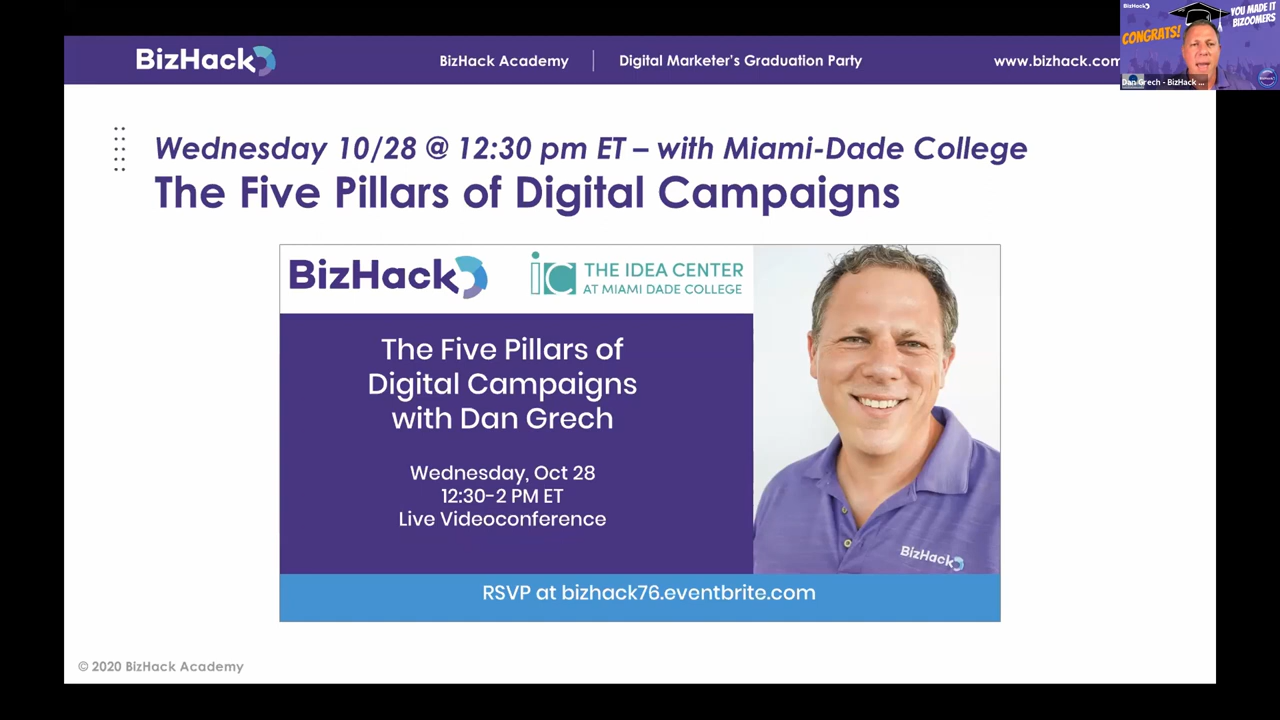 BizHack
BizHack Academy
Digital Marketer's Graduation Party
www.bizhack.com
BizHack
CONGRATS!
YOU MADE IT
BIZOOMERS
Dan Grech - BizHack ...
Wednesday 10/28 @ 12:30 pm ET – with Miami-Dade College
The Five Pillars of Digital Campaigns
BizHack
ic THE IDEA CENTER
AT MIAMI DADE COLLEGE
The Five Pillars of
Digital Campaigns
with Dan Grech
Wednesday, Oct 28
12:30-2 PM ET
Live Videoconference
BizHack
RSVP at bizhack76.eventbrite.com
© 2020 BizHack Academy